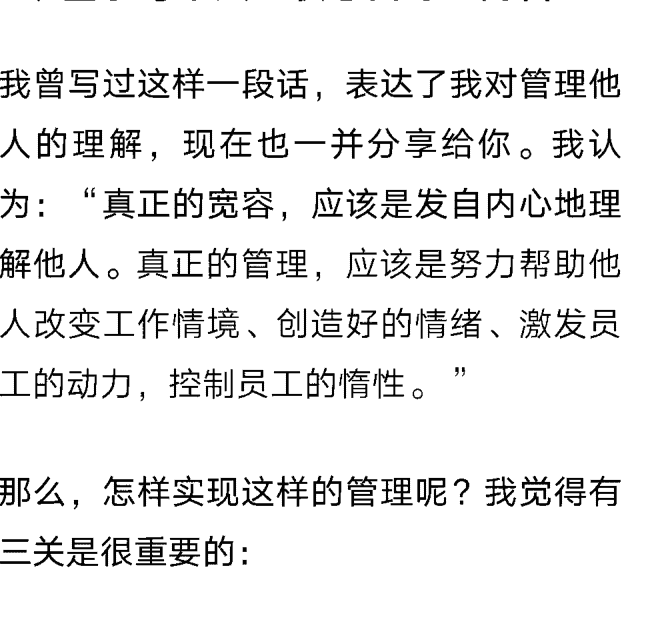 我曾写过这样一段话，表达了我对管理他
人的理解，现在也一并分享给你。我认
为：“真正的宽容，应该是发自内心地理
解他人。真正的管理，应该是努力帮助他
人改变工作情境、创造好的情绪、激发员
工的动力，控制员工的惰性。”
那么，怎样实现这样的管理呢？我觉得有
三关是很重要的：